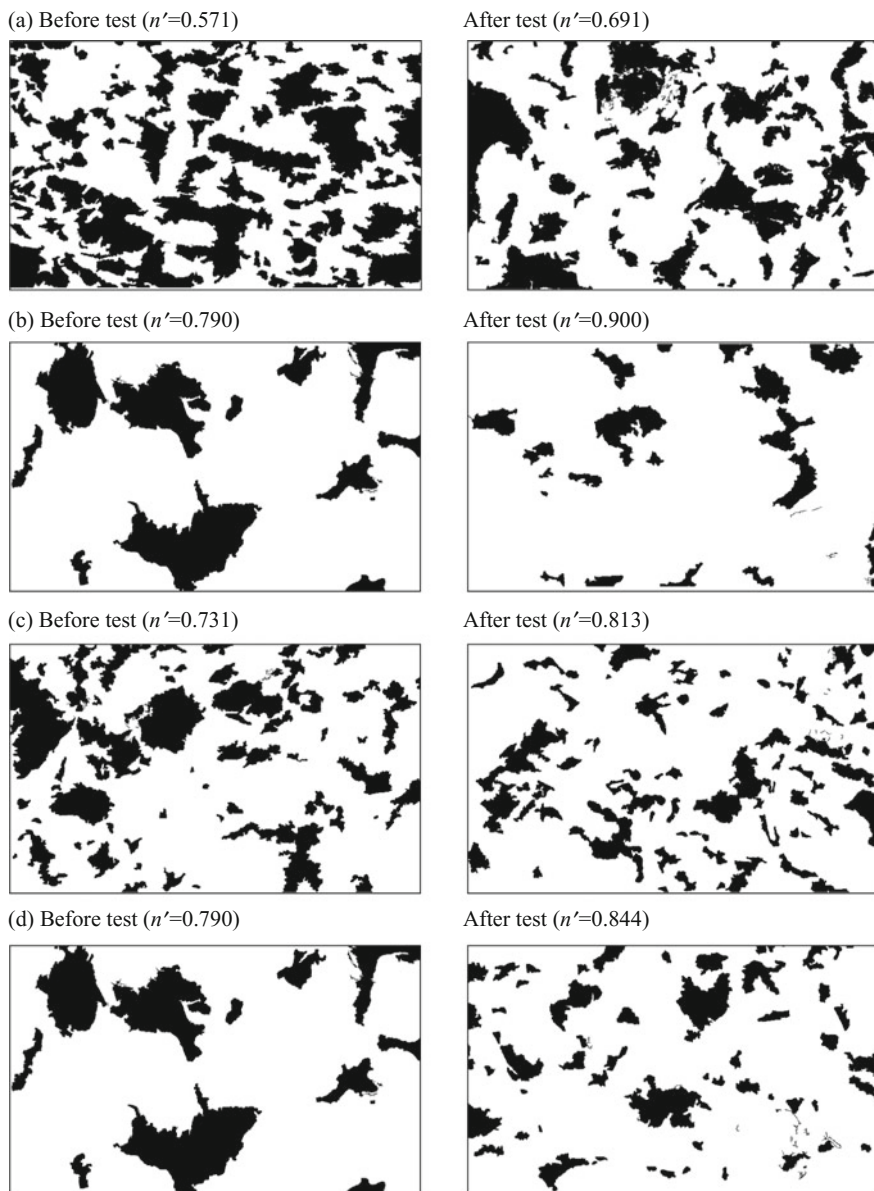 (a) Before test (n′=0.571)
After test (n′=0.691)
(b) Before test (n′=0.790)
After test (n′=0.900)
(c) Before test (n′=0.731)
After test (n′=0.813)
(d) Before test (n′=0.790)
After test (n′=0.844)